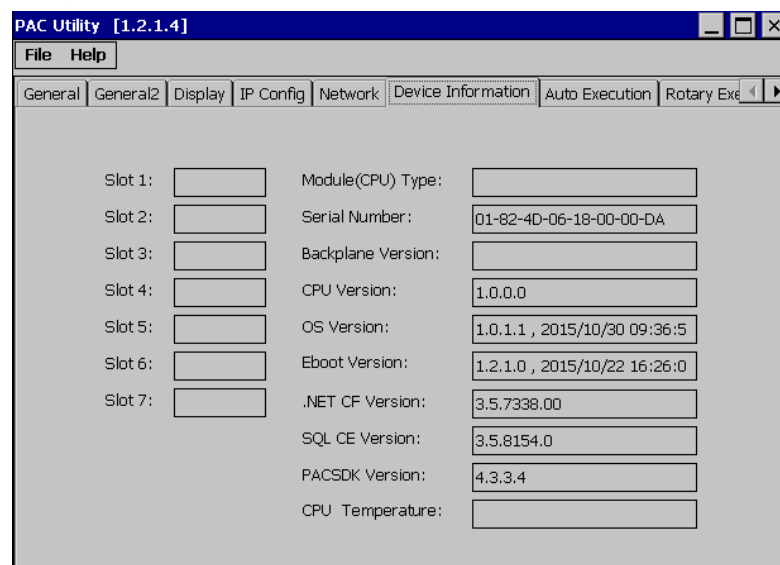 PAC Utility [1.2.1.4]
File Help
General General2 Display IP Config Network Device Information Auto Execution Rotary Exe
Slot 1: Module(CPU) Type:
Slot 2: Serial Number: 01-82-4D-06-18-00-00-DA
Slot 3: Backplane Version:
Slot 4: CPU Version: 1.0.0.0
Slot 5: OS Version: 1.0.1.1 , 2015/10/30 09:36:5
Slot 6: Eboot Version: 1.2.1.0 , 2015/10/22 16:26:0
Slot 7: .NET CF Version: 3.5.7338.00
SQL CE Version: 3.5.8154.0
PACSDK Version: 4.3.3.4
CPU Temperature: